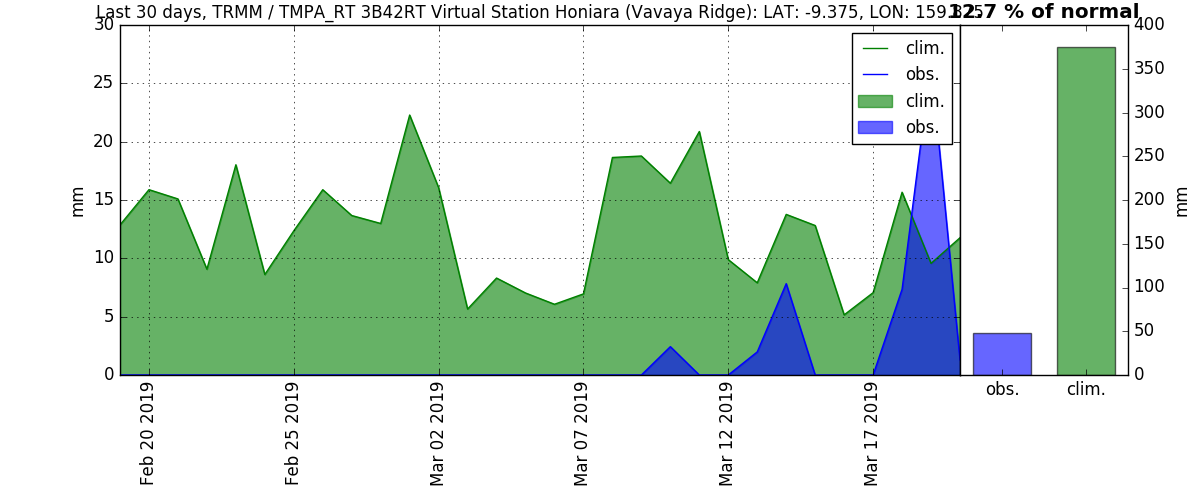 Last 30 days, TRMM / TMPA_RT 3B42RT Virtual Station Honiara (Vavaya Ridge): LAT: -9.375, LON:
12.7 % of normal
30
25
20
15
10
5
0
mm
clim.
obs.
clim.
obs.
400
350
300
250
200
150
100
50
0
mm
Feb 20 2019
Feb 25 2019
Mar 02 2019
Mar 07 2019
Mar 12 2019
Mar 17 2019
obs.
clim.